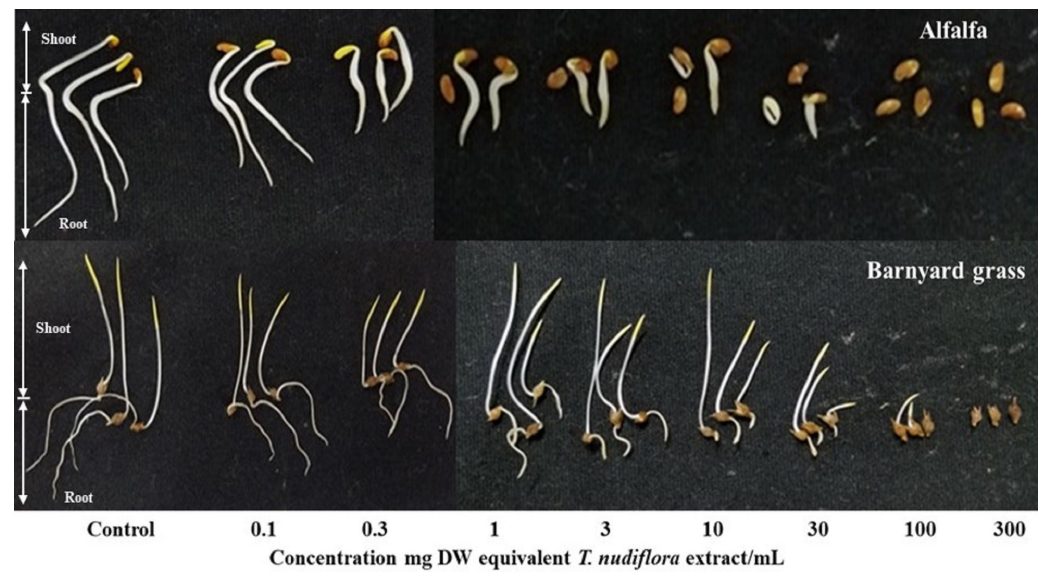 Alfalfa
Shoot
Root
Barnyard grass
Shoot
Root
Control 0.1 0.3 1 3 10 30 100 300
Concentration mg DW equivalent T. nudiflora extract/mL